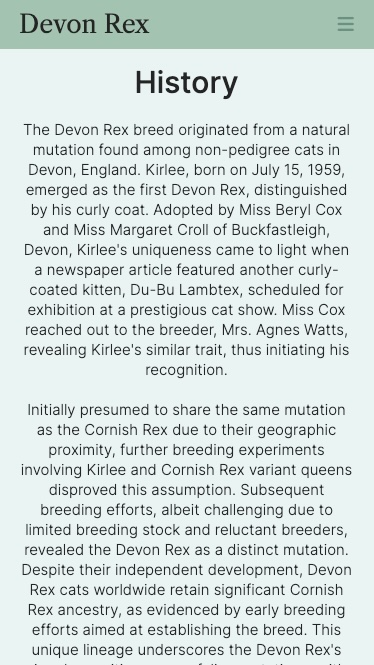 Devon Rex
History
The Devon Rex breed originated from a natural
mutation found among non-pedigree cats in
Devon, England. Kirlee, born on July 15, 1959,
emerged as the first Devon Rex, distinguished
by his curly coat. Adopted by Miss Beryl Cox
and Miss Margaret Croll of Buckfastleigh,
Devon, Kirlee's uniqueness came to light when
a newspaper article featured another curly-
coated kitten, Du-Bu Lambtex, scheduled for
exhibition at a prestigious cat show. Miss Cox
reached out to the breeder, Mrs. Agnes Watts,
revealing Kirlee's similar trait, thus initiating his
recognition.
Initially presumed to share the same mutation
as the Cornish Rex due to their geographic
proximity, further breeding experiments
involving Kirlee and Cornish Rex variant queens
disproved this assumption. Subsequent
breeding efforts, albeit challenging due to
limited breeding stock and reluctant breeders,
revealed the Devon Rex as a distinct mutation.
Despite their independent development, Devon
Rex cats worldwide retain significant Cornish
Rex ancestry, as evidenced by early breeding
efforts aimed at establishing the breed. This
unique lineage underscores the Devon Rex's